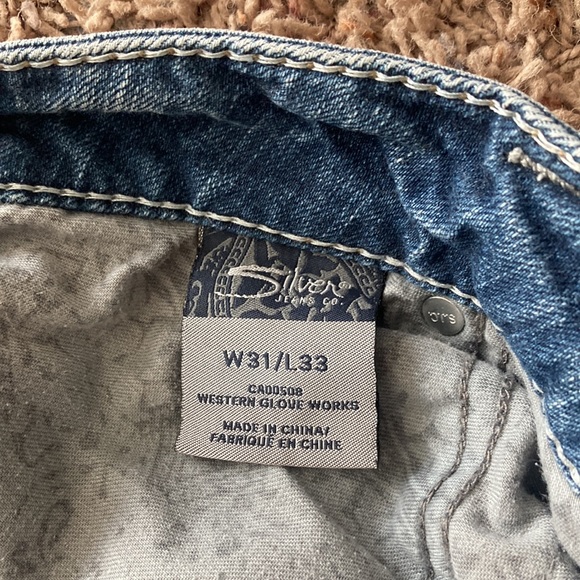 Silver
JEANS CO.
W31/L33
CA00508
WESTERN GLOVE WORKS
MADE IN CHINA/
FABRIQUÉ EN CHINE